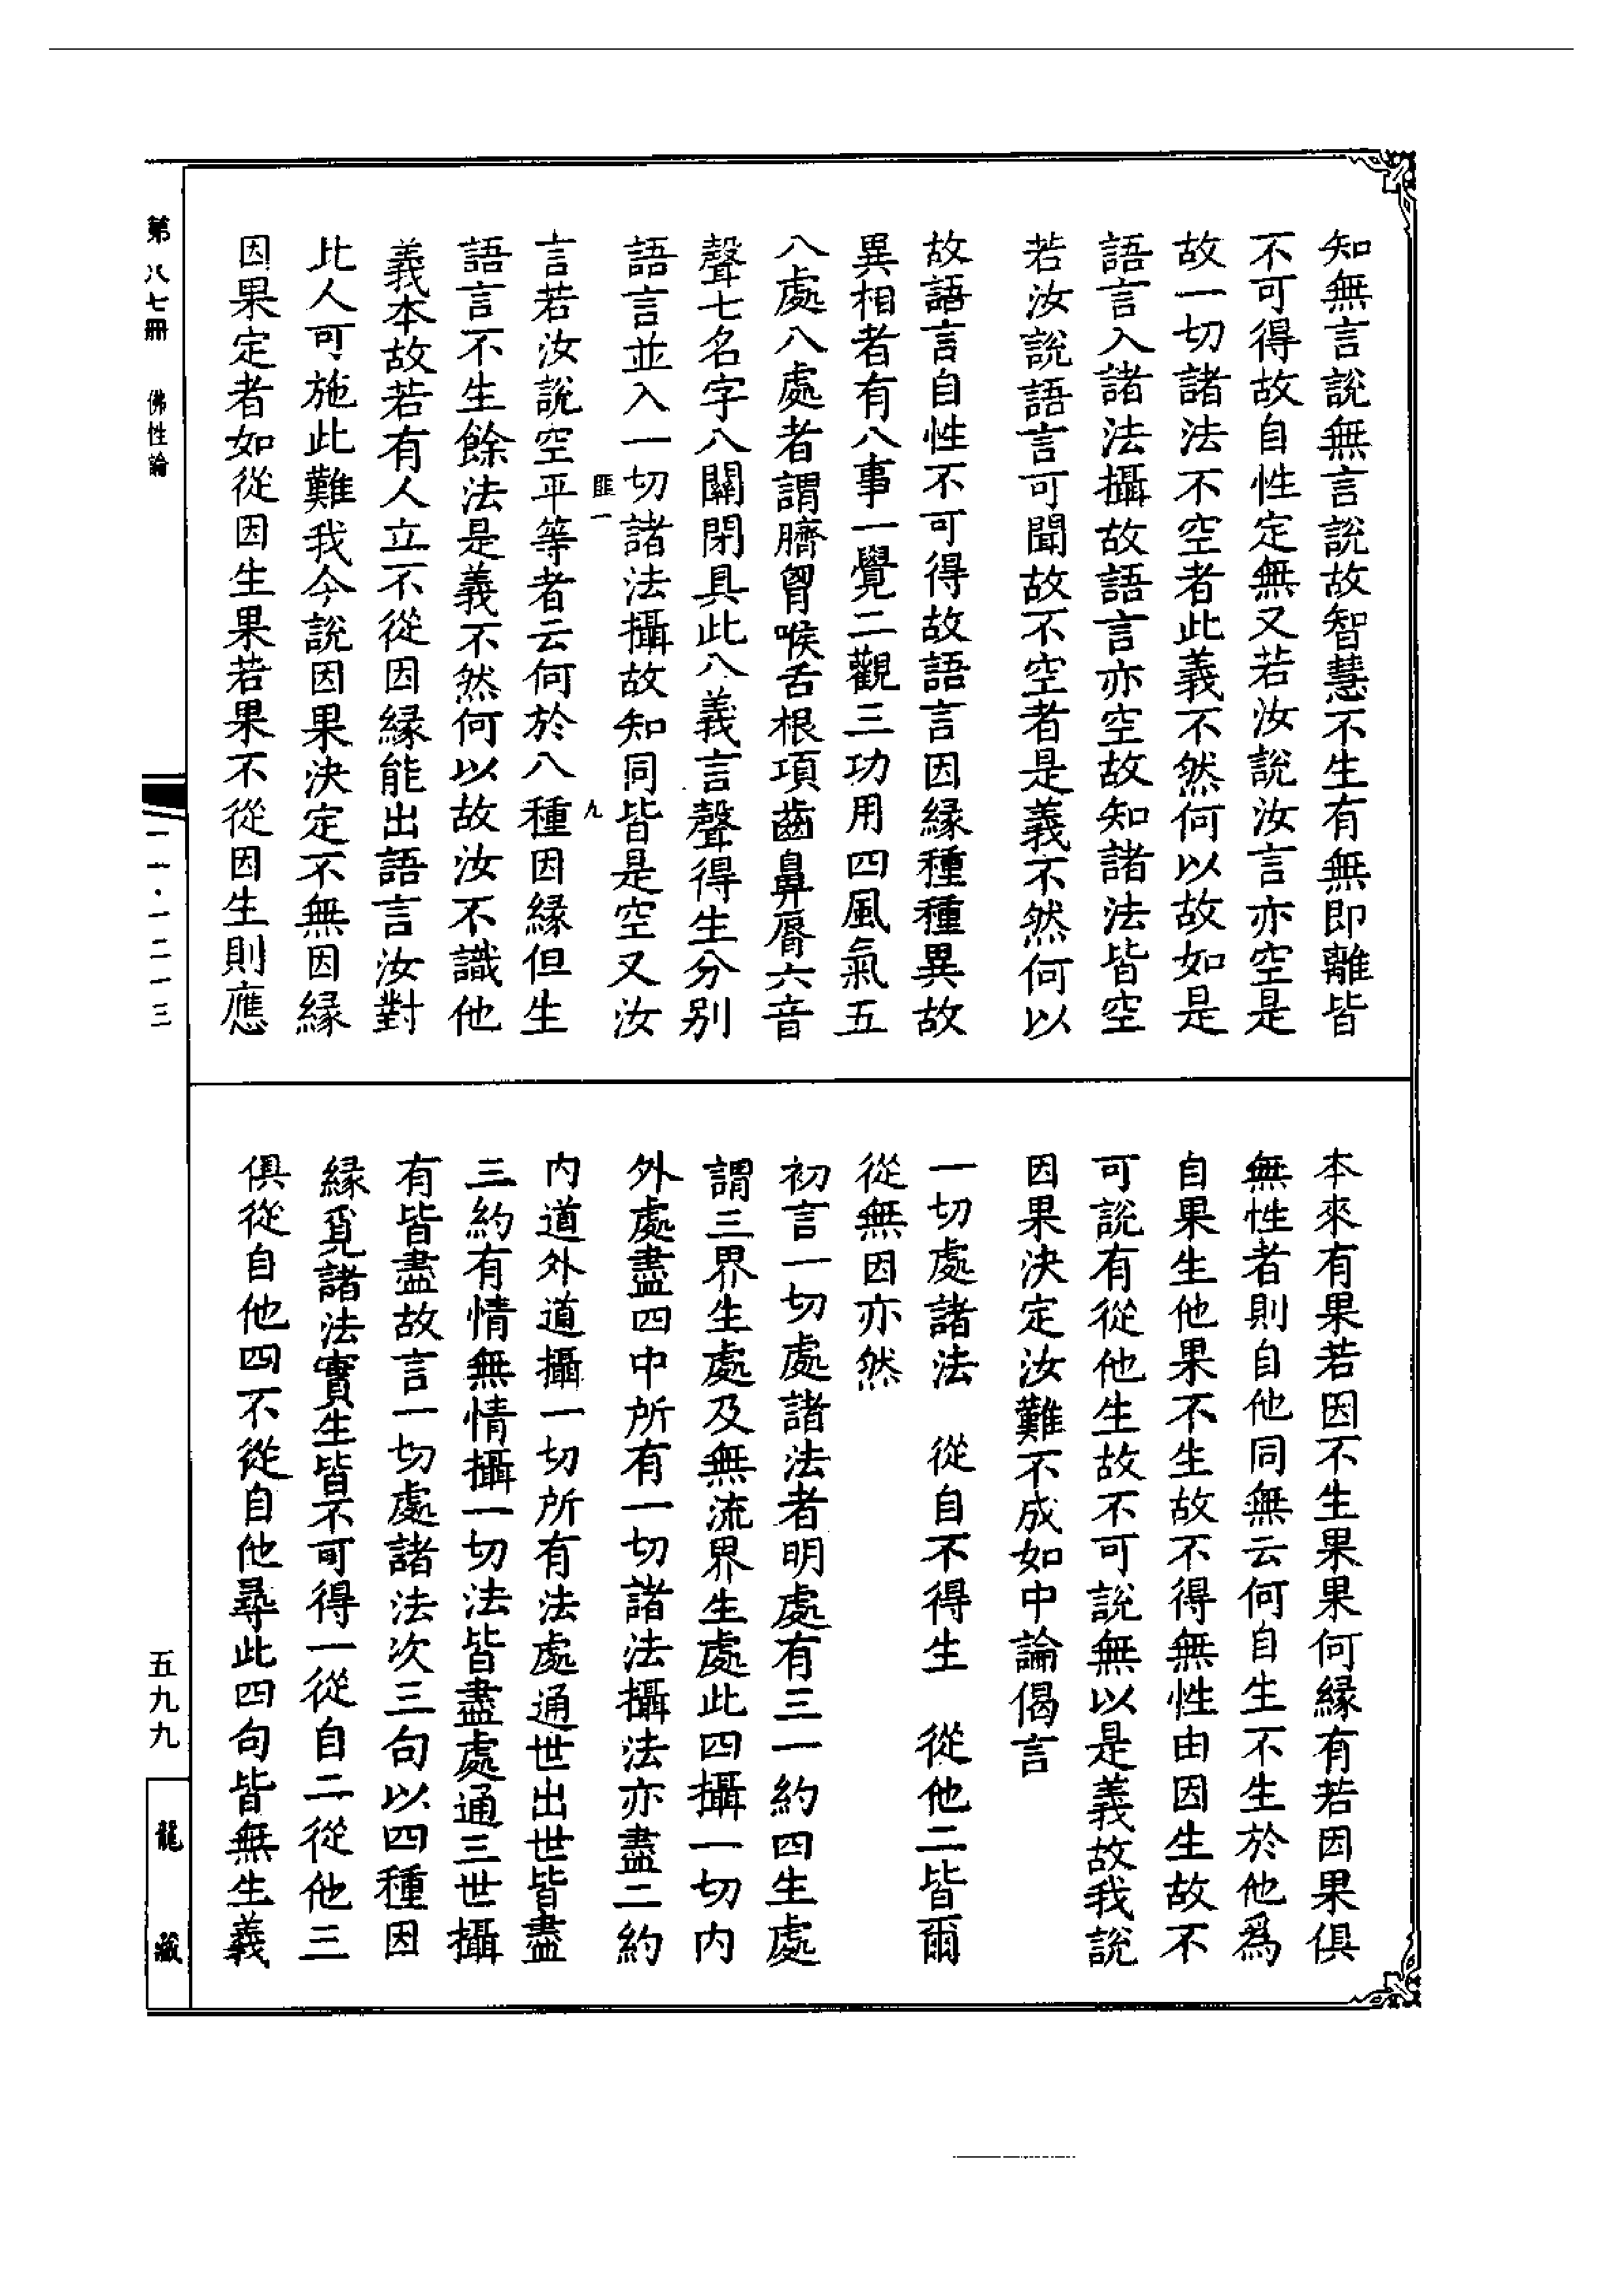 知無言說無言說故智慧不生有無即離皆
不可得故自性定無又若汝說汝言亦空是
故一切諸法不空者此義不然何以故如是
語言入諸法攝故語言亦空故知諸法皆空
若汝說語言可聞故不空者是義不然何以
故語言自性不可得故語言因緣種種異故
異相者有八事一覺二觀三功用四風氣五
八處八處者謂臍胷喉舌根項齒鼻脣六音
聲七名字八關閉具此八義言聲得生分別
語言並入一切諸法攝故知同皆是空又汝
匪一
九
言若汝說空平等者云何於八種因緣但生
語言不生餘法是義不然何以故汝不識他
義本故若有人立不從因緣能出語言汝對
此人可施此難我今說因果決定不無因緣
因果定者如從因生果若果不從因生則應
本來有果若因不生果果何緣有若因果俱
無性者則自他同無云何自生不生於他爲
自果生他果不生故不得無性由因生故不
可說有從他生故不可說無以是義故我說
因果決定汝難不成如中論偈言
一切處諸法 從自不得生 從他二皆爾
從無因亦然
初言一切處諸法者明處有三一約四生處
謂三界生處及無流界生處此四攝一切內
外處盡四中所有一切諸法攝法亦盡二約
內道外道攝一切所有法處通世出世皆盡
三約有情無情攝一切法皆盡處通三世攝
有皆盡故言一切處諸法次三句以四種因
緣覓諸法實生皆不可得一從自二從他三
俱從自他四不從自他尋此四句皆無生義
第八七冊 佛性論
一一·一二一三
五九九
龍藏